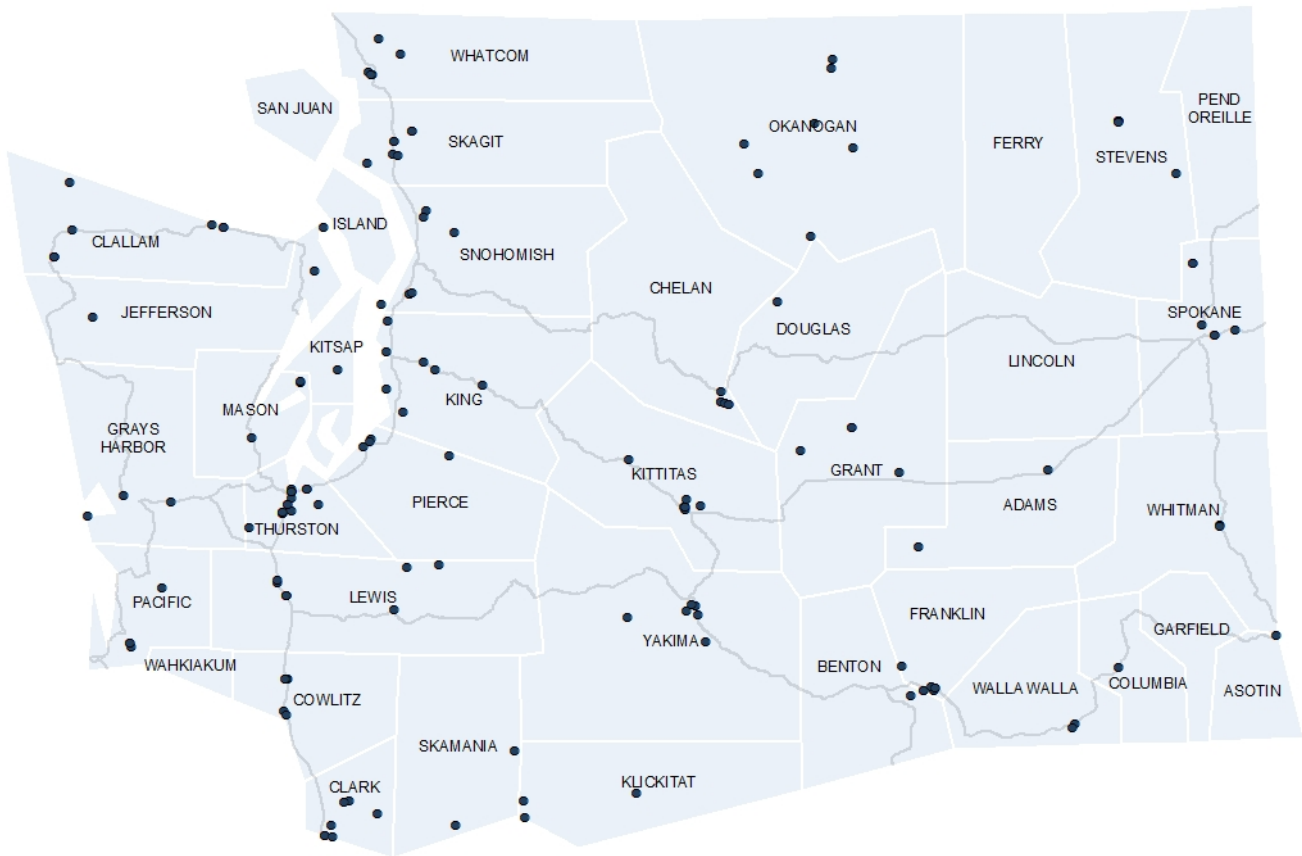 WHATCOM
SAN JUAN
PEND
OREILLE
OKANOGAN
SKAGIT
FERRY
STEVENS
ISLAND
CLALLAM
SNOHOMISH
CHELAN
JEFFERSON
SPOKANE
DOUGLAS
KITSAP
LINCOLN
KING
MASON
GRAYS
HARBOR
GRANT
KITTITAS
PIERCE
ADAMS
WHITMAN
THURSTON
LEWIS
PACIFIC
FRANKLIN
GARFIELD
YAKIMA
WAHKIAKUM
BENTON
COLUMBIA
WALLA WALLA
ASOTIN
COWLITZ
SKAMANIA
KLICKITAT
CLARK